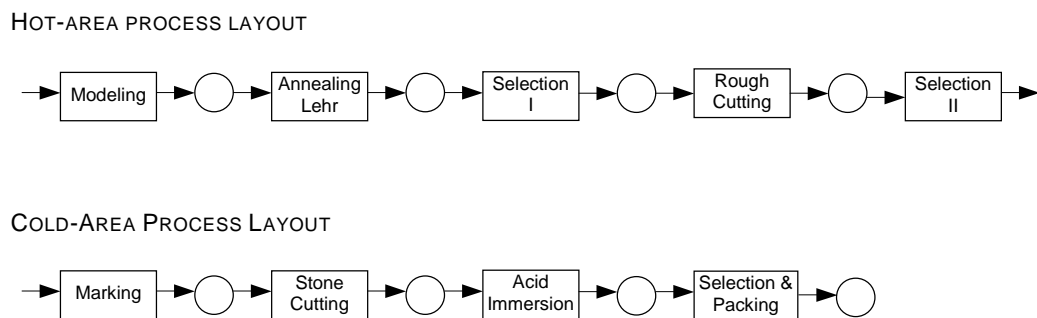 HOT-AREA PROCESS LAYOUT
Modeling
Annealing
Lehr
Selection
I
Rough
Cutting
Selection
II
COLD-AREA PROCESS LAYOUT
Marking
Stone
Cutting
Acid
Immersion
Selection &
Packing